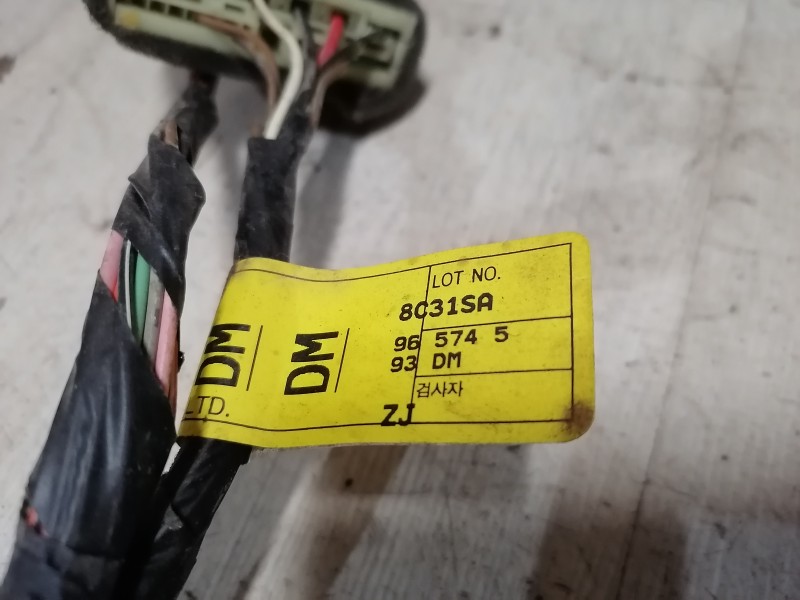 LOT NO.
8C31SA
96 574 5
93 DM
DM DM
검사자
LTD.
ZJ